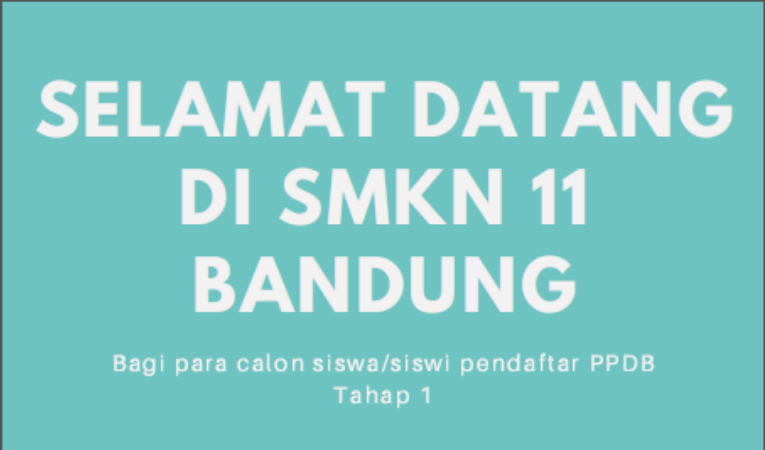 SELAMAT DATANG
DI SMKN 11
BANDUNG
Bagi para calon siswa/siswi pendaftar PPDB
Tahap 1